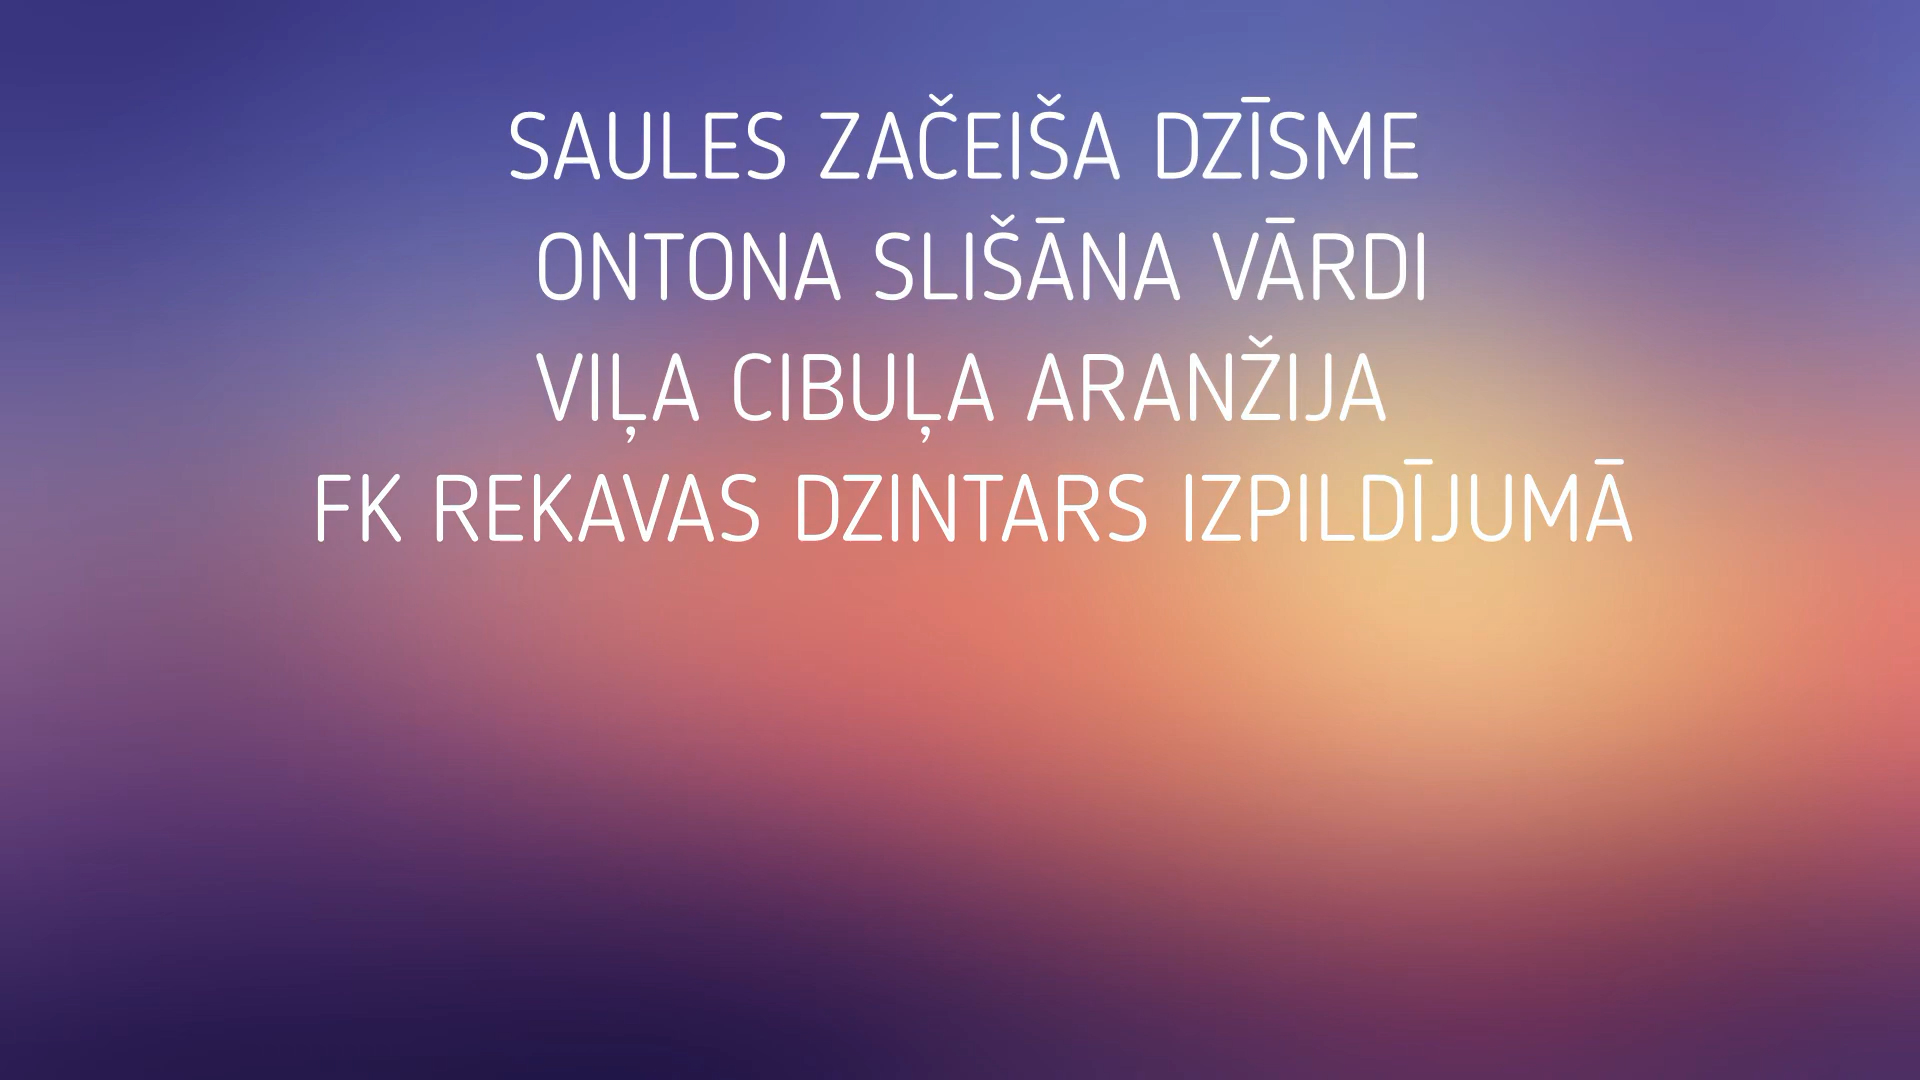 SAULES ZAČEIŠA DZĪSME
ONTONA SLIŠĀNA VĀRDI
VIĻA CIBUĻA ARANŽIJA
FK REKAVAS DZINTARS IZPILDĪJUMĀ